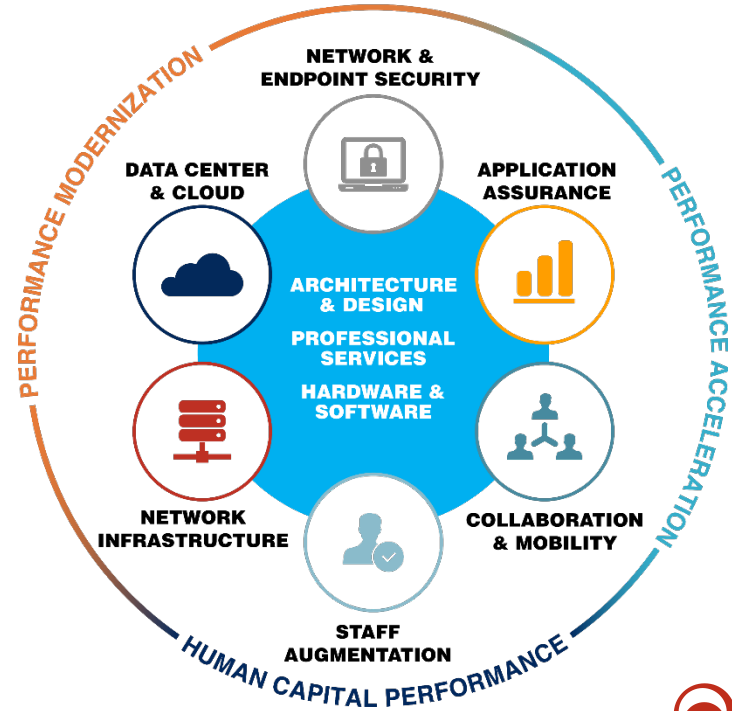 NETWORK &
ENDPOINT SECURITY
DATA CENTER
& CLOUD
APPLICATION
ASSURANCE
ARCHITECTURE
& DESIGN
PROFESSIONAL
SERVICES
HARDWARE &
SOFTWARE
NETWORK
INFRASTRUCTURE
COLLABORATION
& MOBILITY
STAFF
AUGMENTATION
PERFORMANCE MODERNIZATION
PERFORMANCE ACCELERATION
HUMAN CAPITAL PERFORMANCE